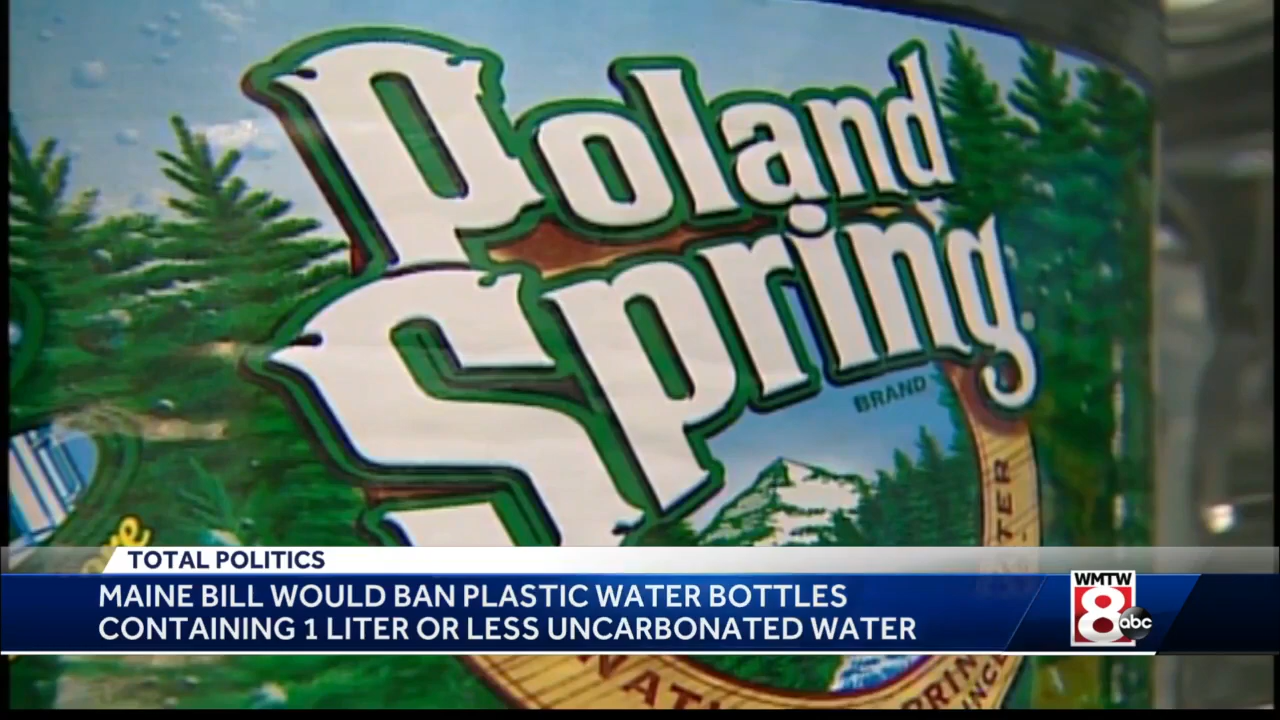 Poland
Spring
BRAND
TOTAL POLITICS
MAINE BILL WOULD BAN PLASTIC WATER BOTTLES
CONTAINING 1 LITER OR LESS UNCARBONATED WATER
WMTW
8
abc